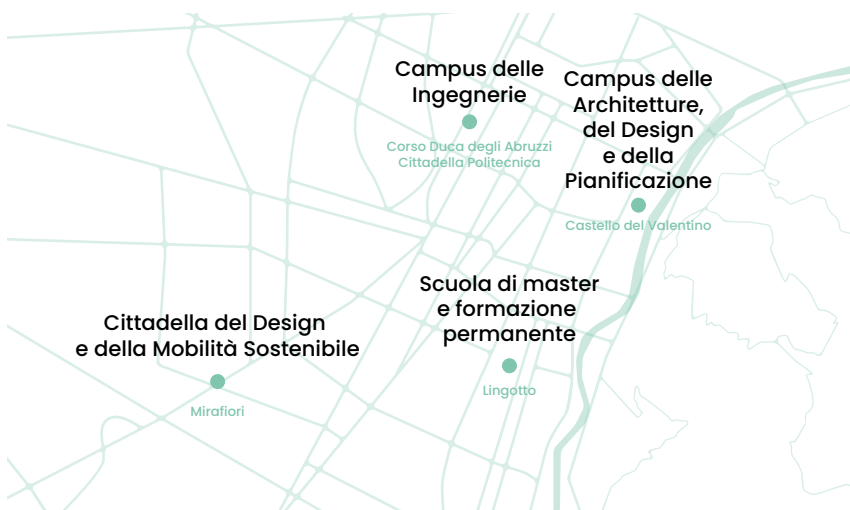 Campus delle
Ingegnerie
Corso Duca degli Abruzzi
Cittadella Politecnica
Campus delle
Architetture,
del Design
e della
Pianificazione
Castello del Valentino
Scuola di master
e formazione
permanente
Lingotto
Cittadella del Design
e della Mobilità Sostenibile
Mirafiori